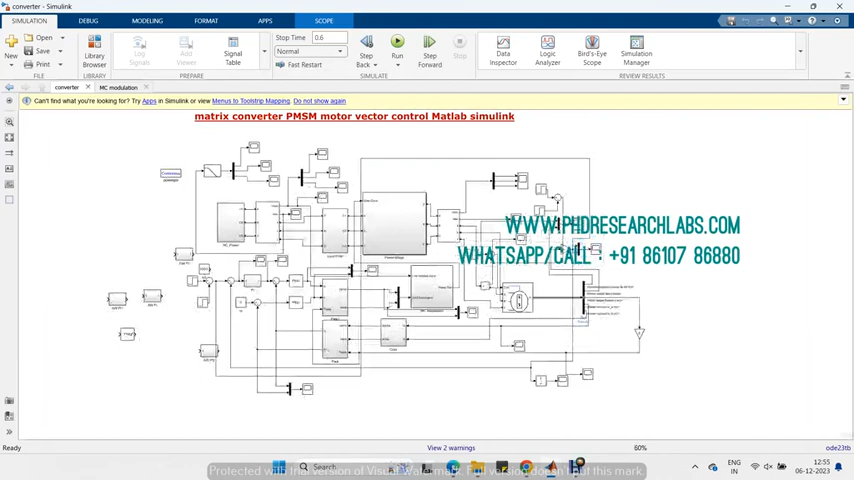 converter - Simulink
SIMULATION DEBUG MODELING FORMAT APPS SCOPE
New Open Save Print FILE
Library Browser LIBRARY
Log Signals Add Viewer Signal Table PREPARE
Stop Time 0.6
Normal
Fast Restart
Step Back Run Step Forward Stop SIMULATE
Data Inspector Logic Analyzer Bird's-Eye Scope Simulation Manager REVIEW RESULTS
converter MC modulation
Can't find what you're looking for? Try Apps in Simulink or view Menus to Toolstrip Mapping. Do not show again
matrix converter PMSM motor vector control Matlab simulink
WWW.PHDRESEARCHLABS.COM
WHATSAPP/CALL : +91 86107 86880
Ready View 2 warnings 60% ode23tb
Search
ENG
IN
12:55
06-12-2023
Protected with trial version of Visual Watermark. Full version doesn't put this mark.